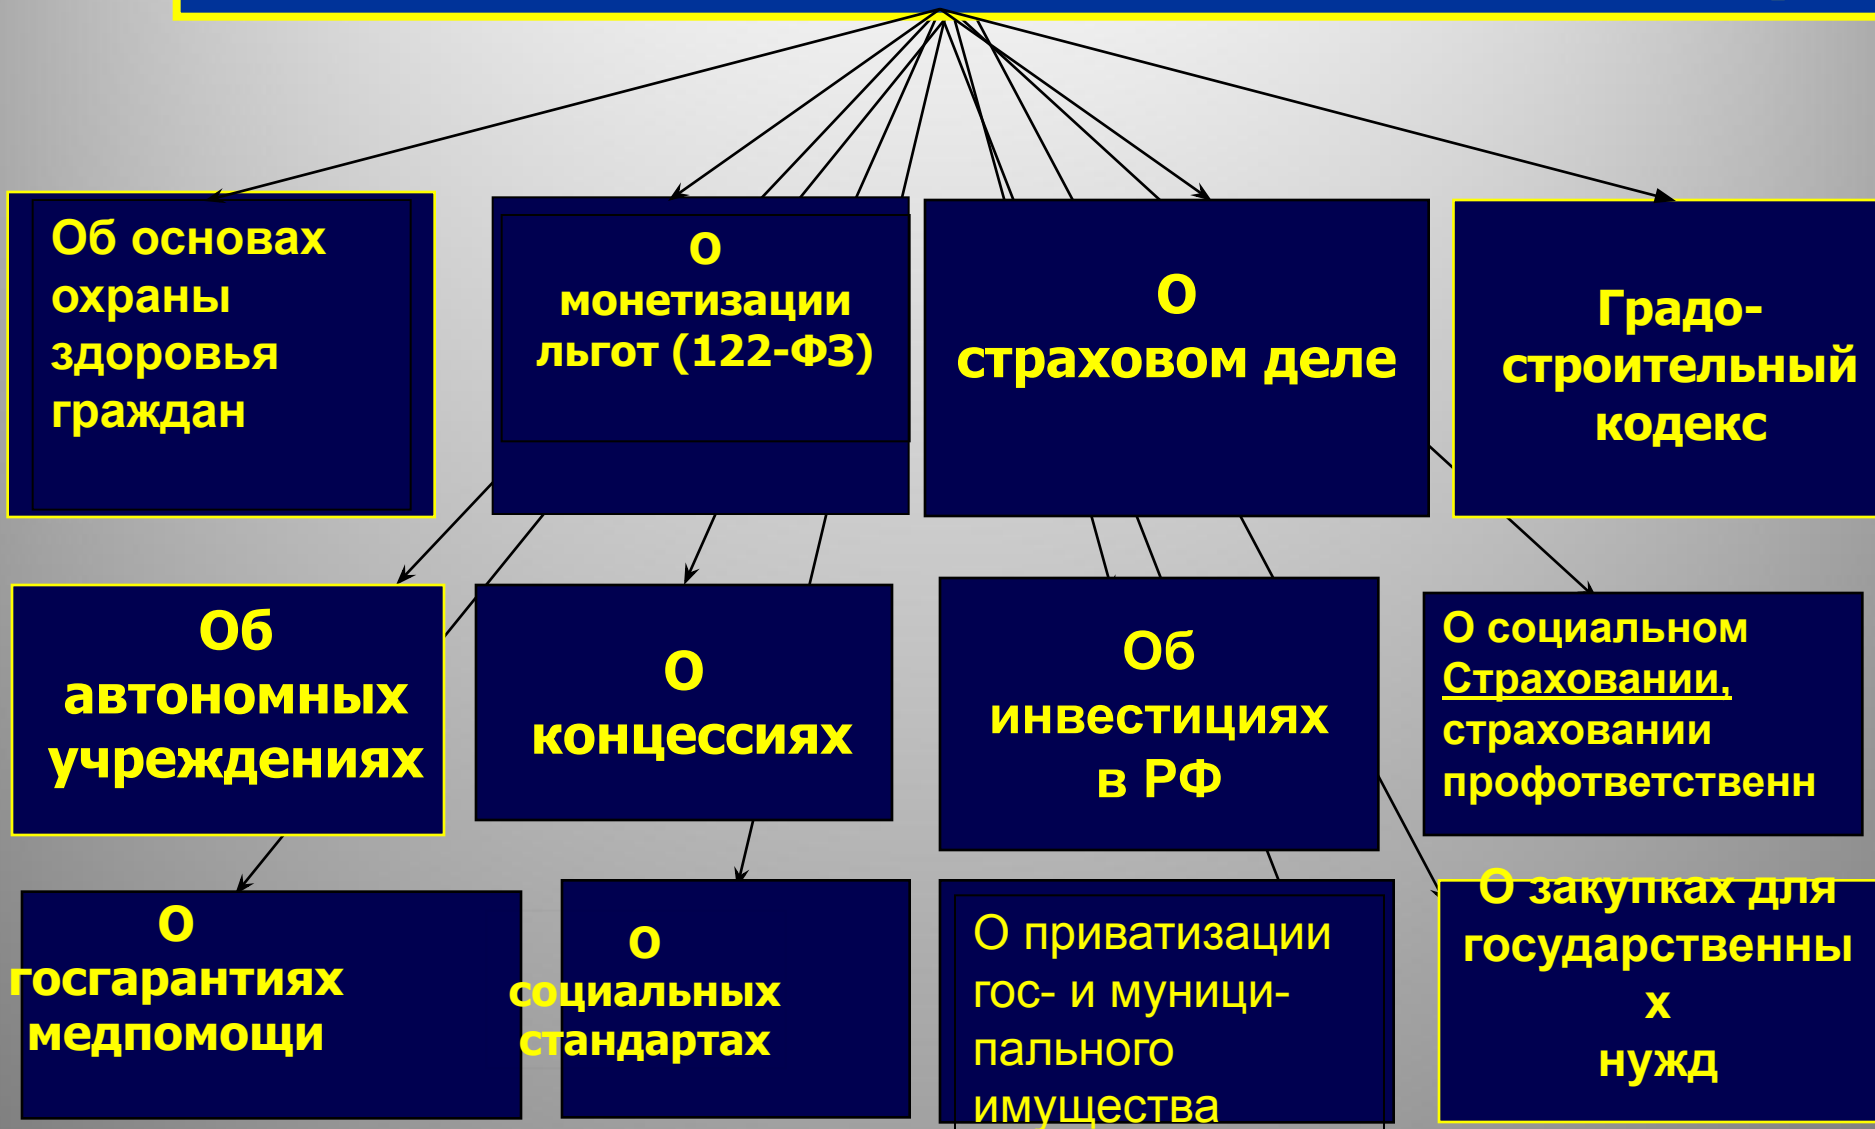 Об основах
охраны
здоровья
граждан
О
монетизации
льгот (122-ФЗ)
О
страховом деле
Градо-
строительный
кодекс
Об
автономных
учреждениях
О
концессиях
Об
инвестициях
в РФ
О социальном
Страховании,
страховании
профответственн
О
госгарантиях
медпомощи
О
социальных
стандартах
О приватизации
гос- и муници-
пального
имущества
О закупках для
государственны
х
нужд